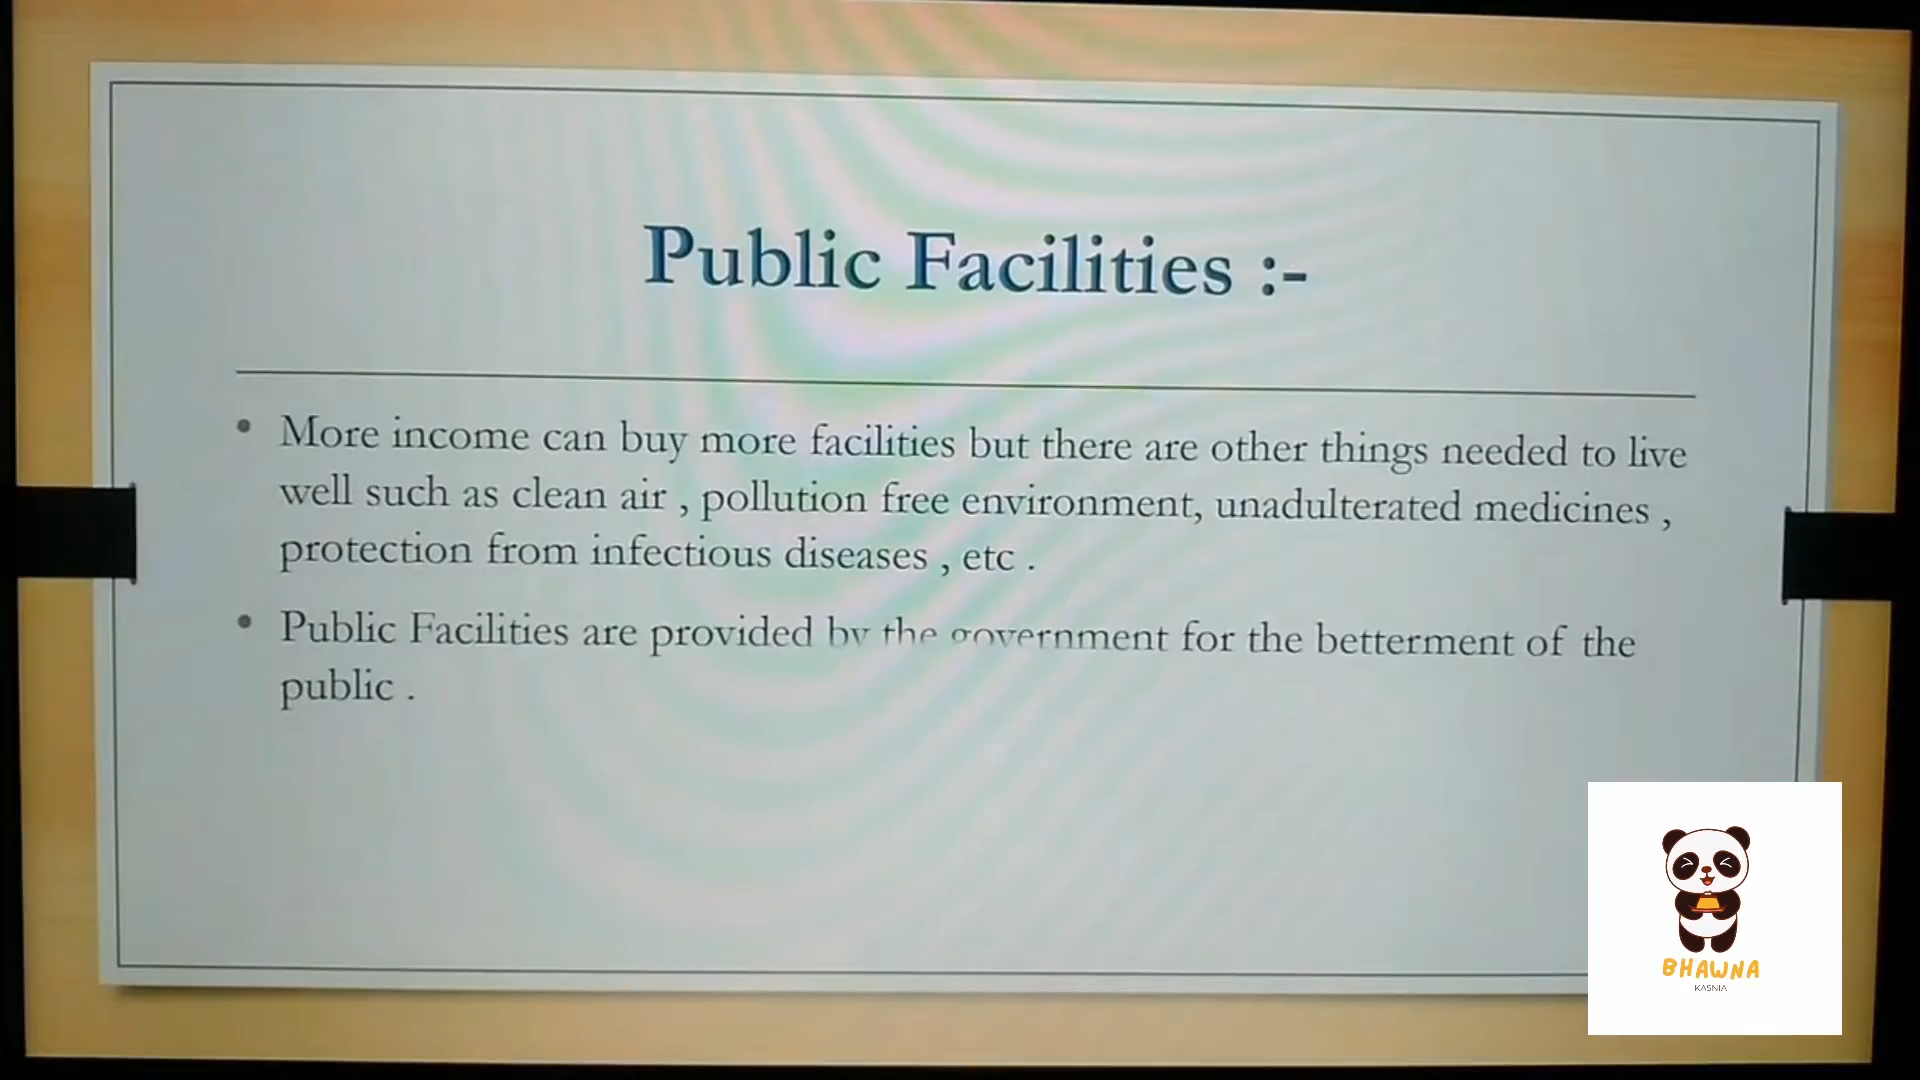 Public Facilities :-
• More income can buy more facilities but there are other things needed to live
well such as clean air , pollution free environment, unadulterated medicines ,
protection from infectious diseases , etc .
• Public Facilities are provided by the government for the betterment of the
public .
BHAWNA
KASNIA